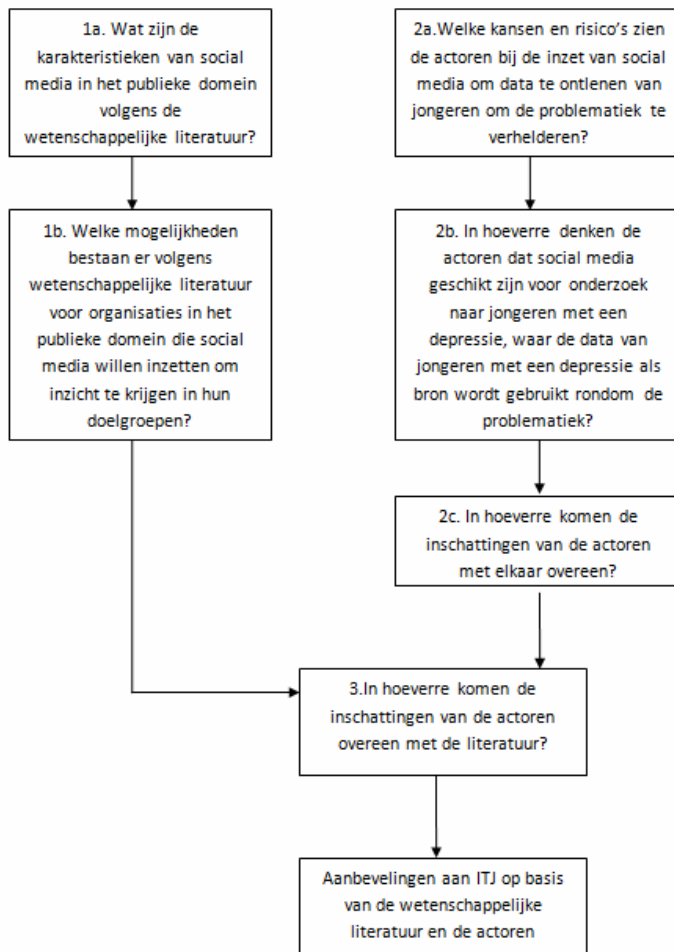 1a. Wat zijn de
karakteristieken van social
media in het publieke domein
volgens de
wetenschappelijke literatuur?
2a.Welke kansen en risico's zien
de actoren bij de inzet van social
media om data te ontlenen van
jongeren om de problematiek te
verhelderen?
1b. Welke mogelijkheden
bestaan er volgens
wetenschappelijke literatuur
voor organisaties in het
publieke domein die social
media willen inzetten om
inzicht te krijgen in hun
doelgroepen?
2b. In hoeverre denken de
actoren dat social media
geschikt zijn voor onderzoek
naar jongeren met een
depressie, waar de data van
jongeren met een depressie als
bron wordt gebruikt rondom de
problematiek?
2c. In hoeverre komen de
inschattingen van de actoren
met elkaar overeen?
3.In hoeverre komen de
inschattingen van de actoren
overeen met de literatuur?
Aanbevelingen aan ITJ op basis
van de wetenschappelijke
literatuur en de actoren